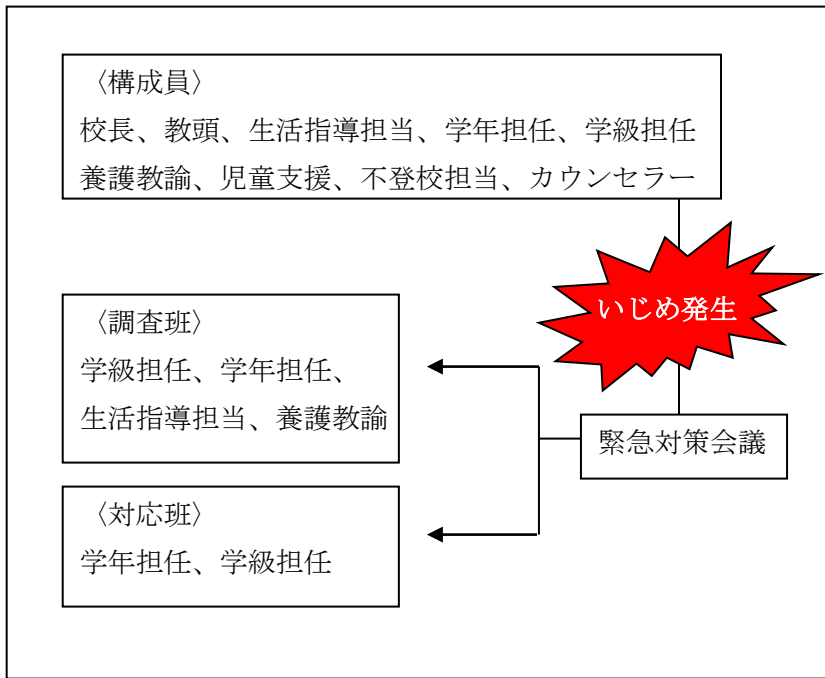 〈構成員〉
校長、教頭、生活指導担当、学年担任、学級担任
養護教諭、児童支援、不登校担当、カウンセラー
いじめ発生
〈調査班〉
学級担任、学年担任、
生活指導担当、養護教諭
緊急対策会議
〈対応班〉
学年担任、学級担任